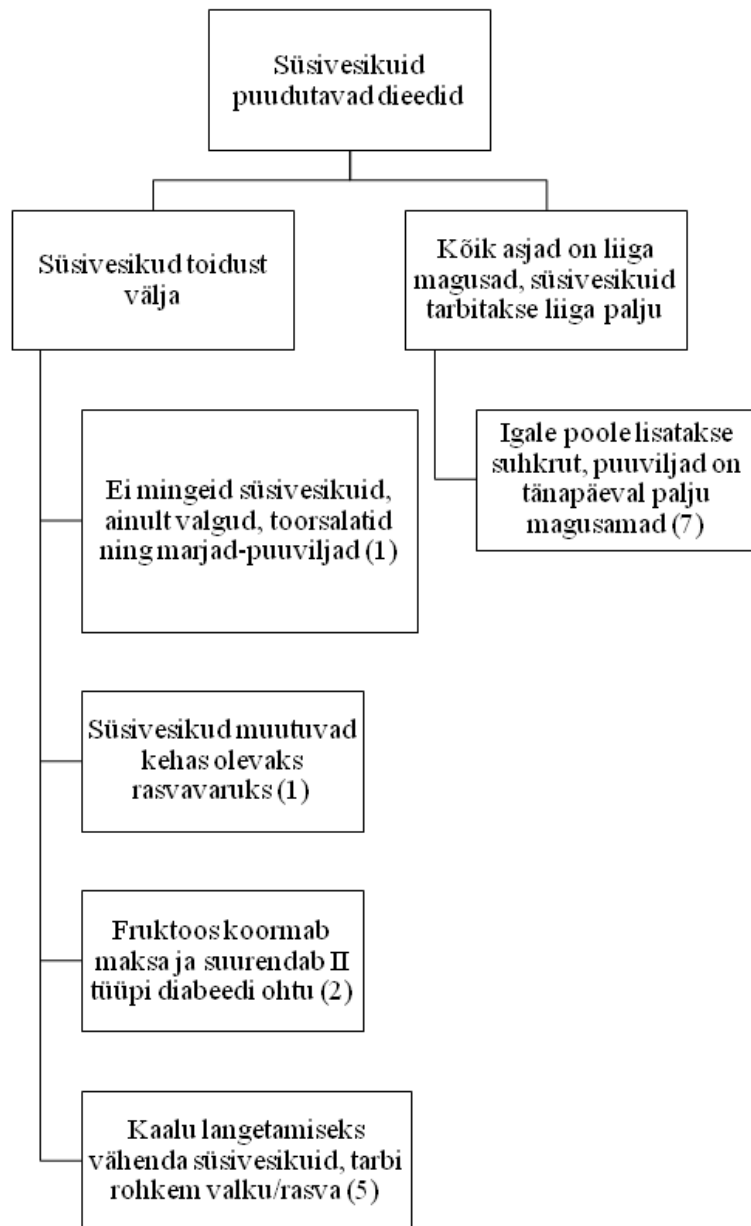 Süsivesikuid
puudutavad dieedid
Süsivesikud toidust
välja
Kõik asjad on liiga
magusad, süsivesikuid
tarbitakse liiga palju
Ei mingeid süsivesikuid,
ainult valgud, toorsalatid
ning marjad-puuviljad (1)
Igale poole lisatakse
suhkrut, puuviljad on
tänapäeval palju
magusamad (7)
Süsivesikud muutuvad
kehas olevaks
rasvavaruks (1)
Fruktoos koormab
maksa ja suurendab II
tüüpi diabeedi ohtu (2)
Kaalu langetamiseks
vähenda süsivesikuid, tarbi
rohkem valku/rasva (5)